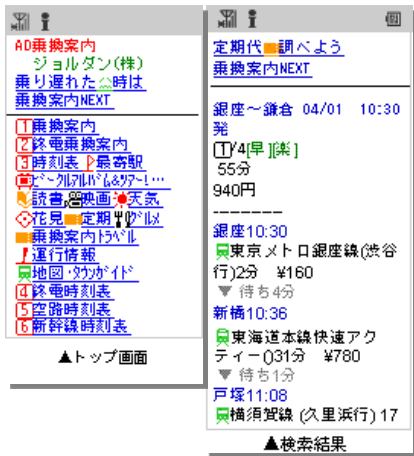 AD乗換案内
ジョルダン(株)
乗り遅れた 時は
乗換案内NEXT
1乗換案内
2終電乗換案内
3時刻表 最寄駅
ビークルアルバム&ツアー!…
読書 映画 天気
花見 定期 グルメ
乗換案内トラベル
運行情報
地図・タウンガイド
4終電時刻表
5空路時刻表
6新幹線時刻表
▲トップ画面
定期代 調べよう
乗換案内NEXT
銀座〜鎌倉 04/01 10:30
発
1/4[早][楽]
55分
940円
-------
銀座10:30
東京メトロ銀座線(渋谷
行)2分 ¥160
▼ 待ち4分
新橋10:36
東海道本線快速アク
ティー()31分 ¥780
▼ 待ち1分
戸塚11:08
横須賀線 (久里浜行) 17
▲検索結果